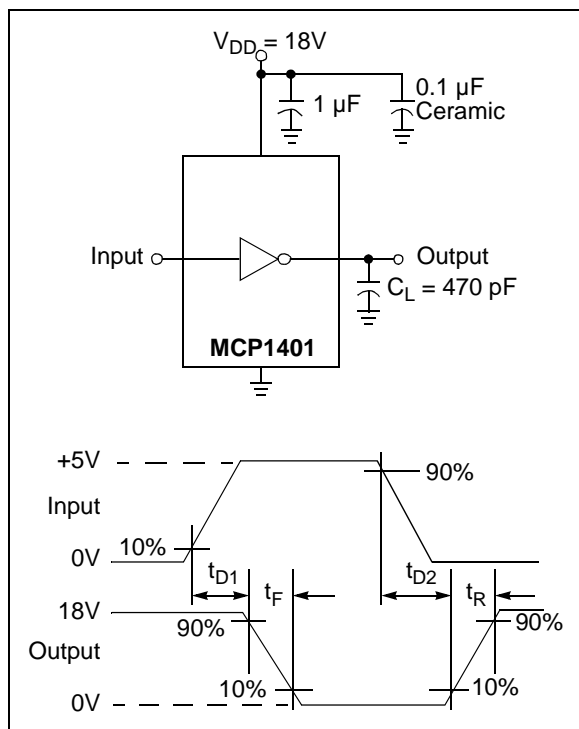 V_DD = 18V
1 µF
0.1 µF
Ceramic
Input
Output
C_L = 470 pF
MCP1401
+5V
Input
0V
10%
90%
t_D1
t_F
t_D2
t_R
18V
90%
90%
Output
10%
10%
0V